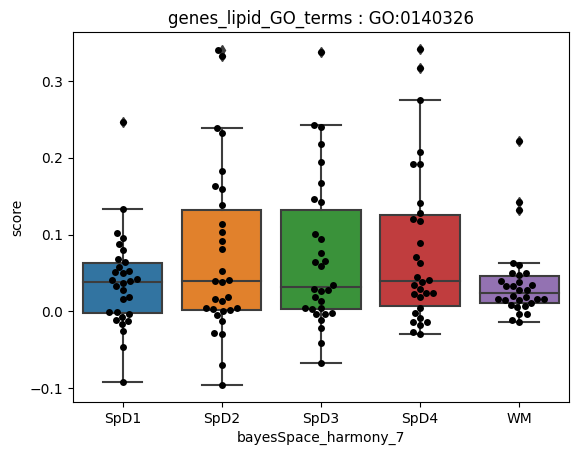 genes_lipid_GO_terms : GO:0140326
score
0.3
0.2
0.1
0.0
−0.1
SpD1 SpD2 SpD3 SpD4 WM
bayesSpace_harmony_7